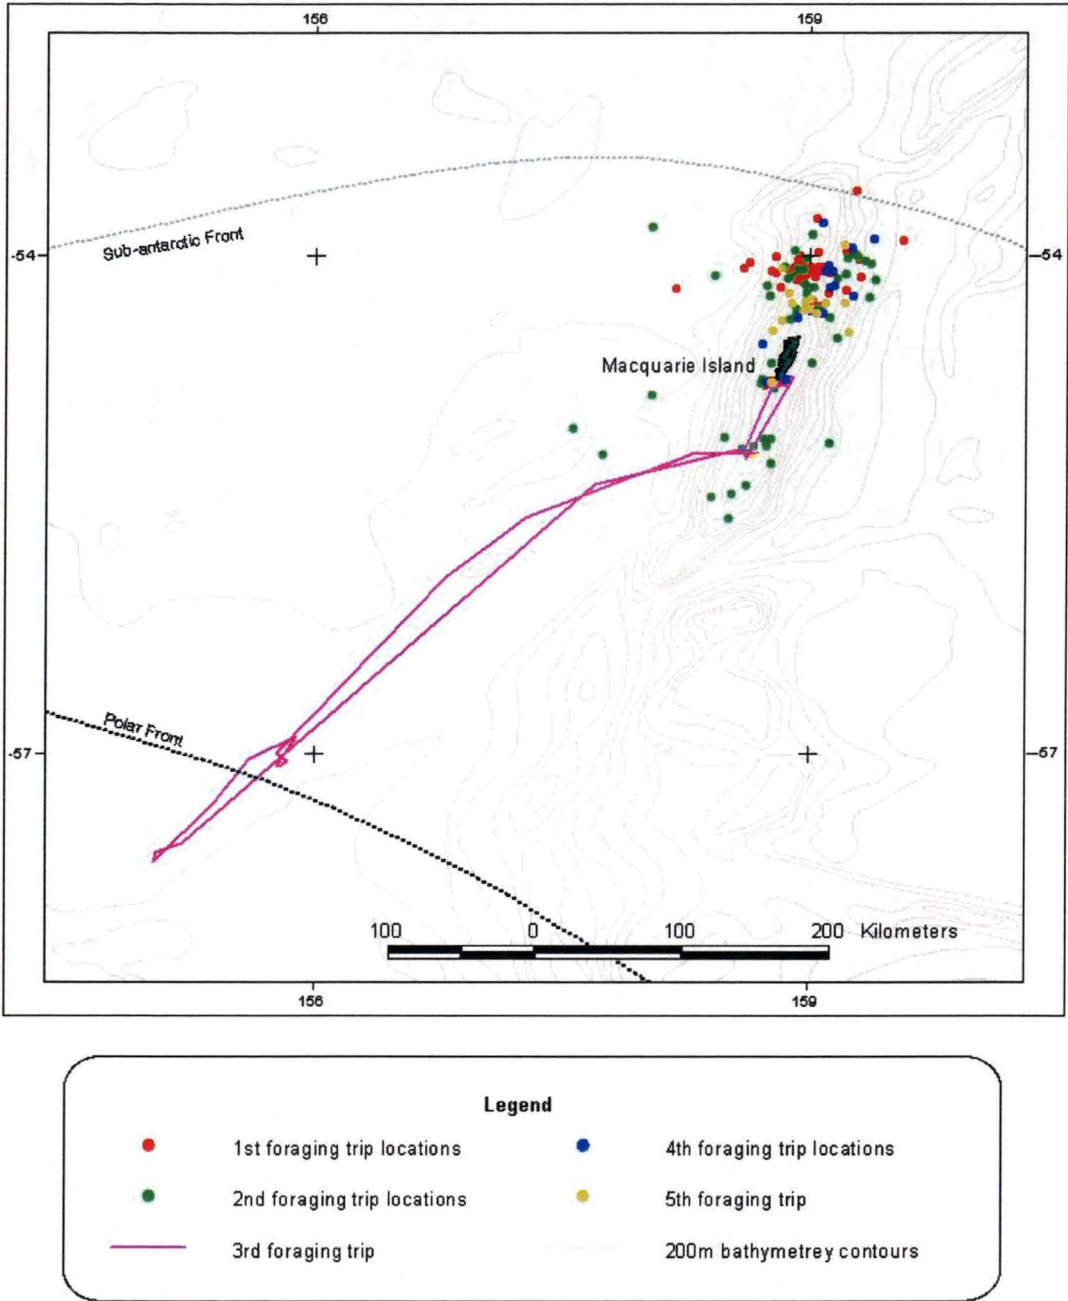 156 159
-54 -54
Sub-antarctic Front
Macquarie Island
Polar Front
-57 -57
100 0 100 200 Kilometers
156 159
Legend
1st foraging trip locations
4th foraging trip locations
2nd foraging trip locations
5th foraging trip
3rd foraging trip
200m bathymetrey contours